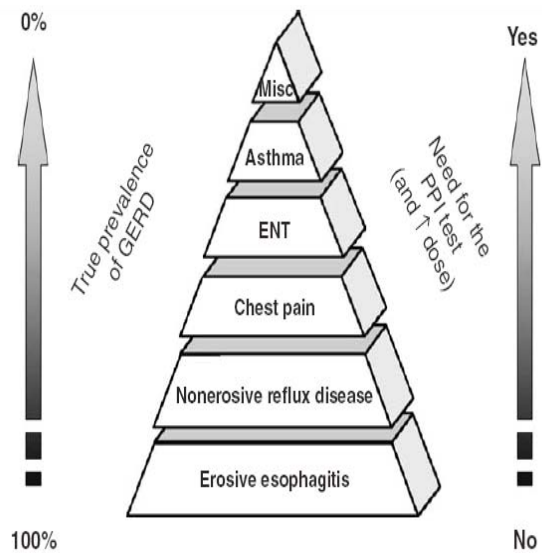 0%
Yes
Misc
Asthma
ENT
Chest pain
Nonerosive reflux disease
Erosive esophagitis
True prevalence
of GERD
Need for the
PPI test
(and ↑ dose)
100%
No